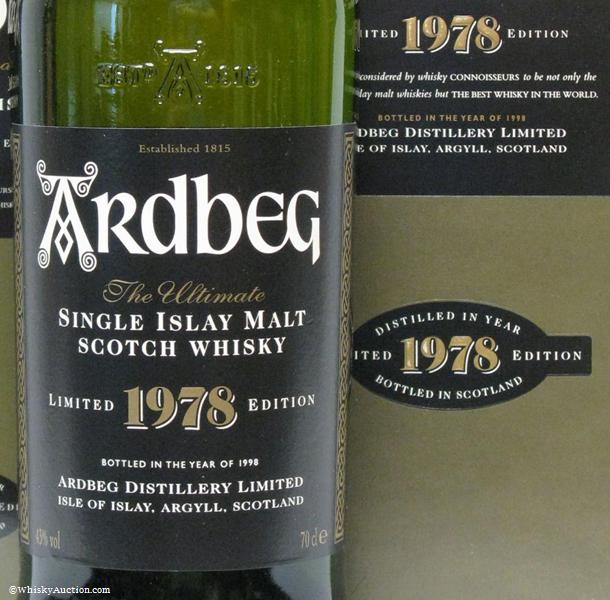 ESTD A 1815
Established 1815
ARDBEG
The Ultimate
SINGLE ISLAY MALT
SCOTCH WHISKY
LIMITED 1978 EDITION
BOTTLED IN THE YEAR OF 1998
ARDBEG DISTILLERY LIMITED
ISLE OF ISLAY, ARGYLL, SCOTLAND
43% vol 70 cl e
ITED 1978 EDITION
considered by whisky CONNOISSEURS to be not only the
lay malt whiskies but THE BEST WHISKY IN THE WORLD.
BOTTLED IN THE YEAR OF 1998
DBEG DISTILLERY LIMITED
LE OF ISLAY, ARGYLL, SCOTLAND
DISTILLED IN YEAR
ITED 1978 EDITION
BOTTLED IN SCOTLAND
©WhiskyAuction.com